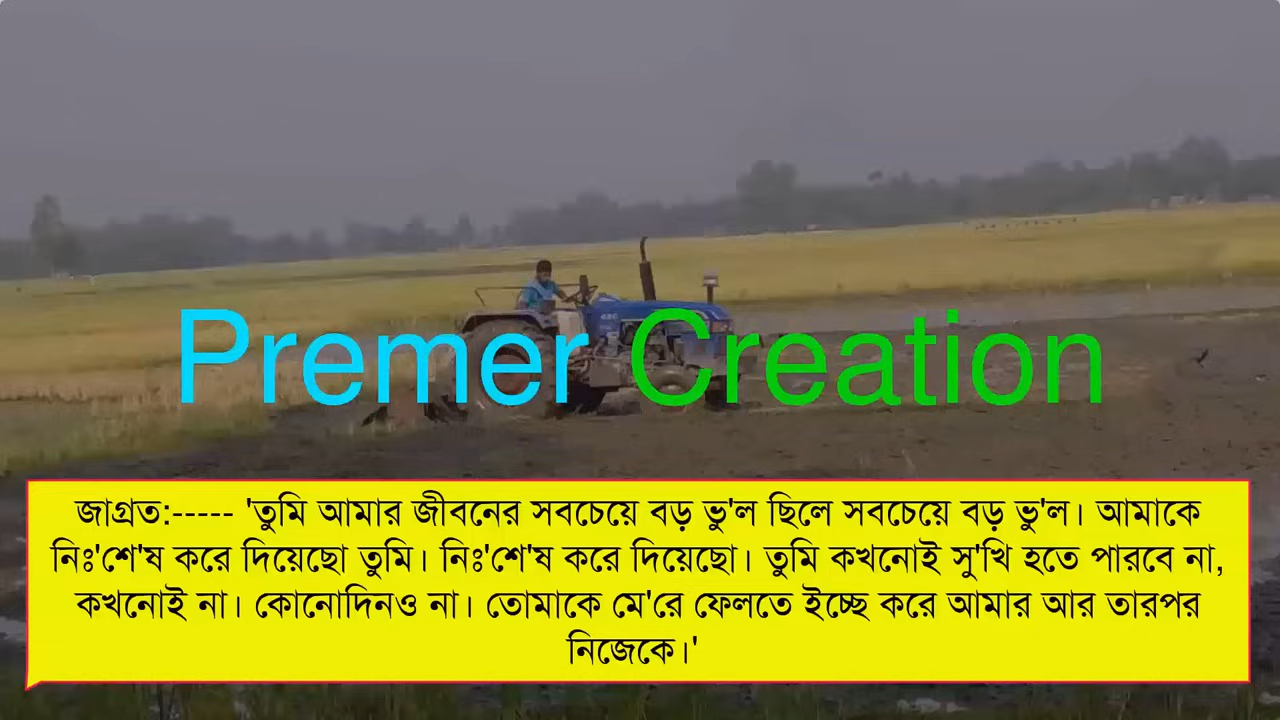 Premer Creation
জাগ্রত:----- 'তুমি আমার জীবনের সবচেয়ে বড় ভু'ল ছিলে সবচেয়ে বড় ভু'ল। আমাকে
নিঃ'শে'ষ করে দিয়েছো তুমি। নিঃ'শে'ষ করে দিয়েছো। তুমি কখনোই সু'খি হতে পারবে না,
কখনোই না। কোনোদিনও না। তোমাকে মে'রে ফেলতে ইচ্ছে করে আমার আর তারপর
নিজেকে।'